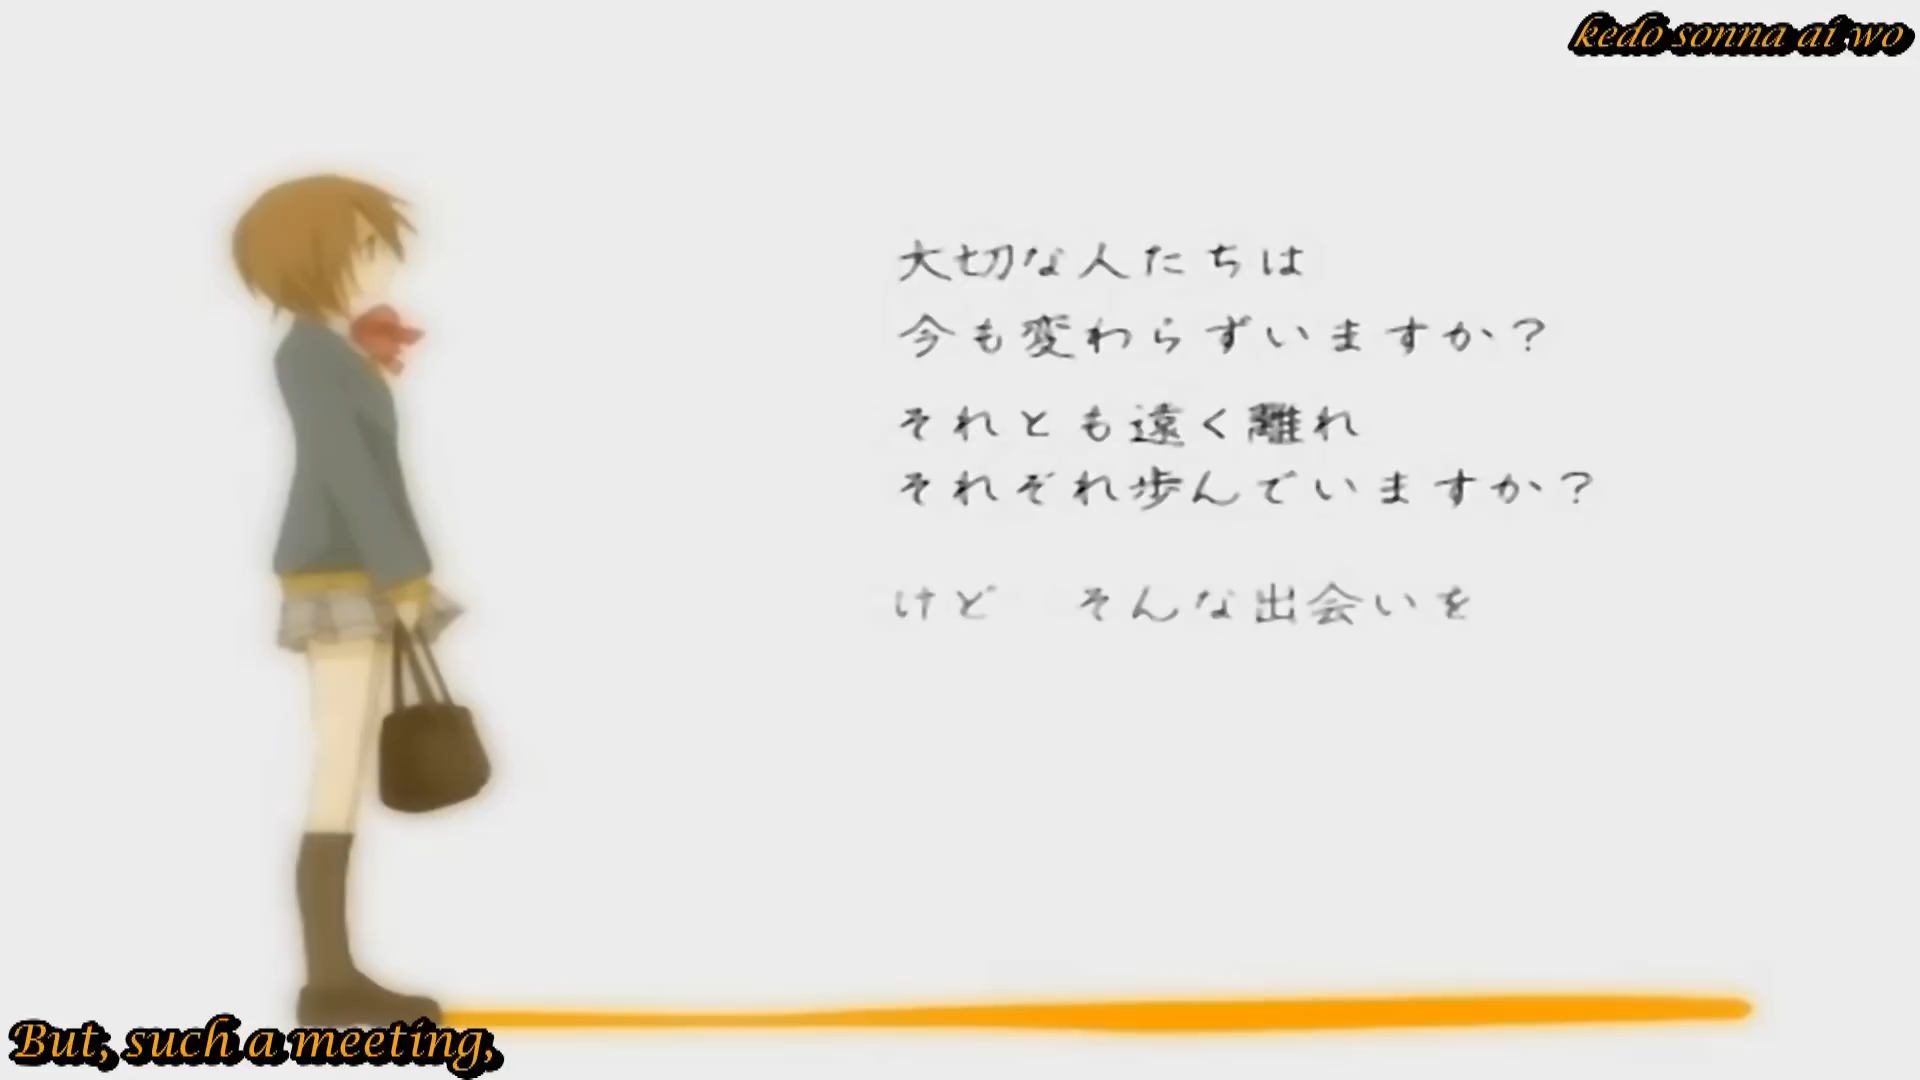 kedo sonna ai wo
大切な人たちは
今も変わらずいますか？
それとも遠く離れ
それぞれ歩んでいますか？
けど　そんな出会いを
But, such a meeting,